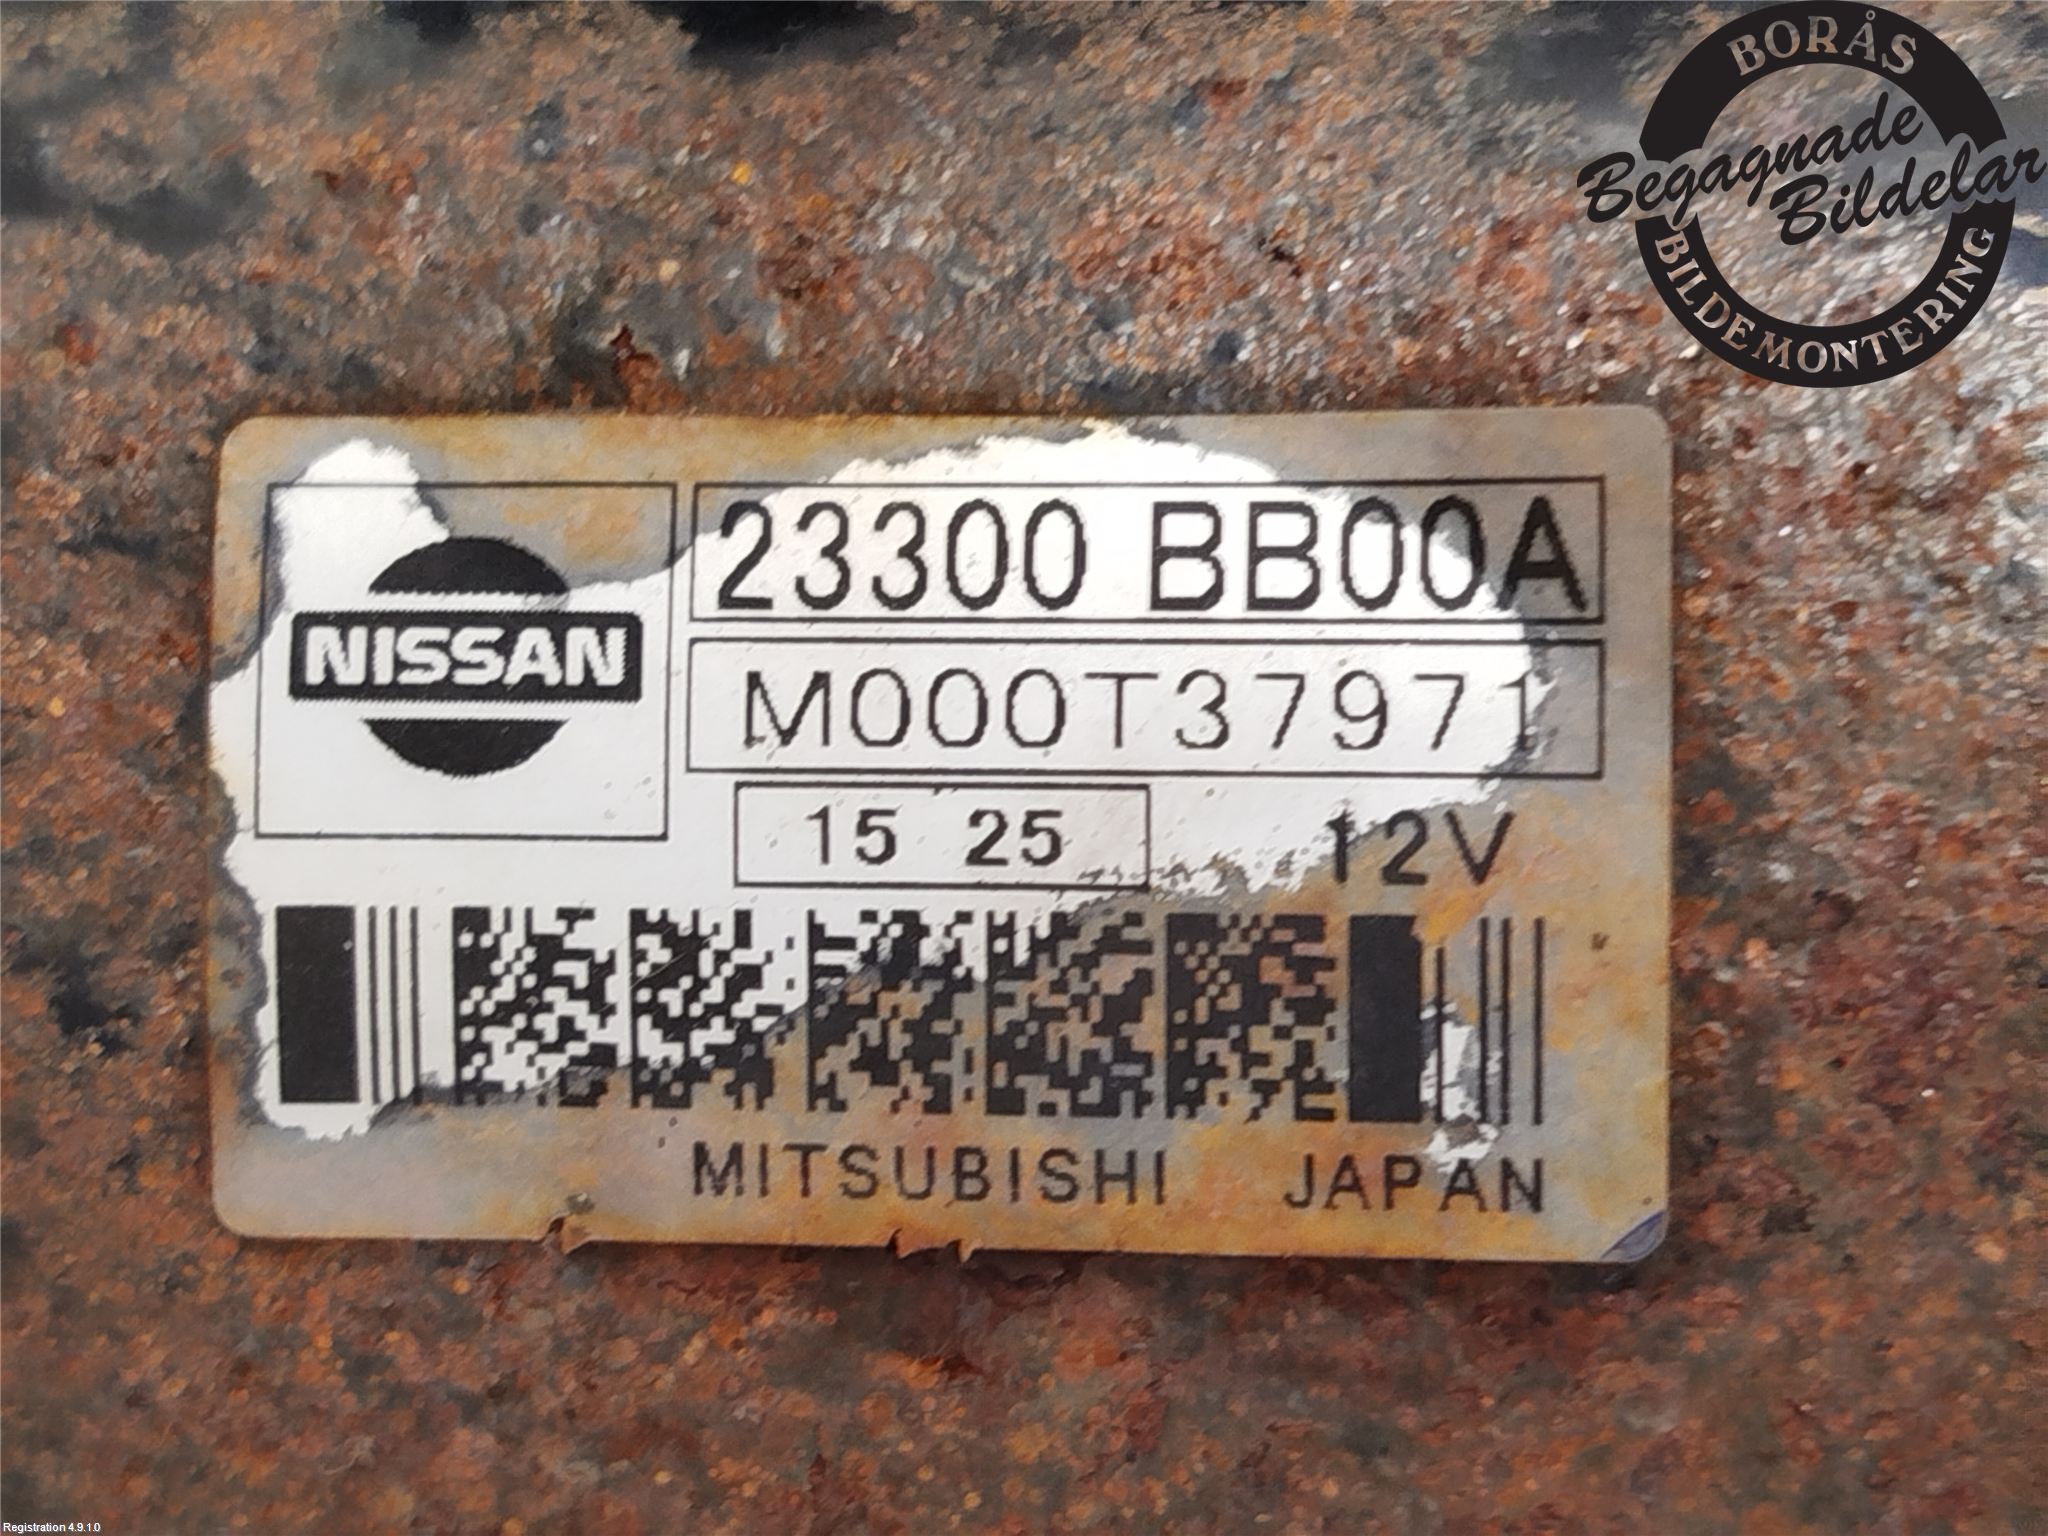 BORÅS
Begagnade
Bildelar
BILDEMONTERING
NISSAN
23300 BB00A
M000T37971
15 25
12V
MITSUBISHI JAPAN
Registration 4.9.1.0